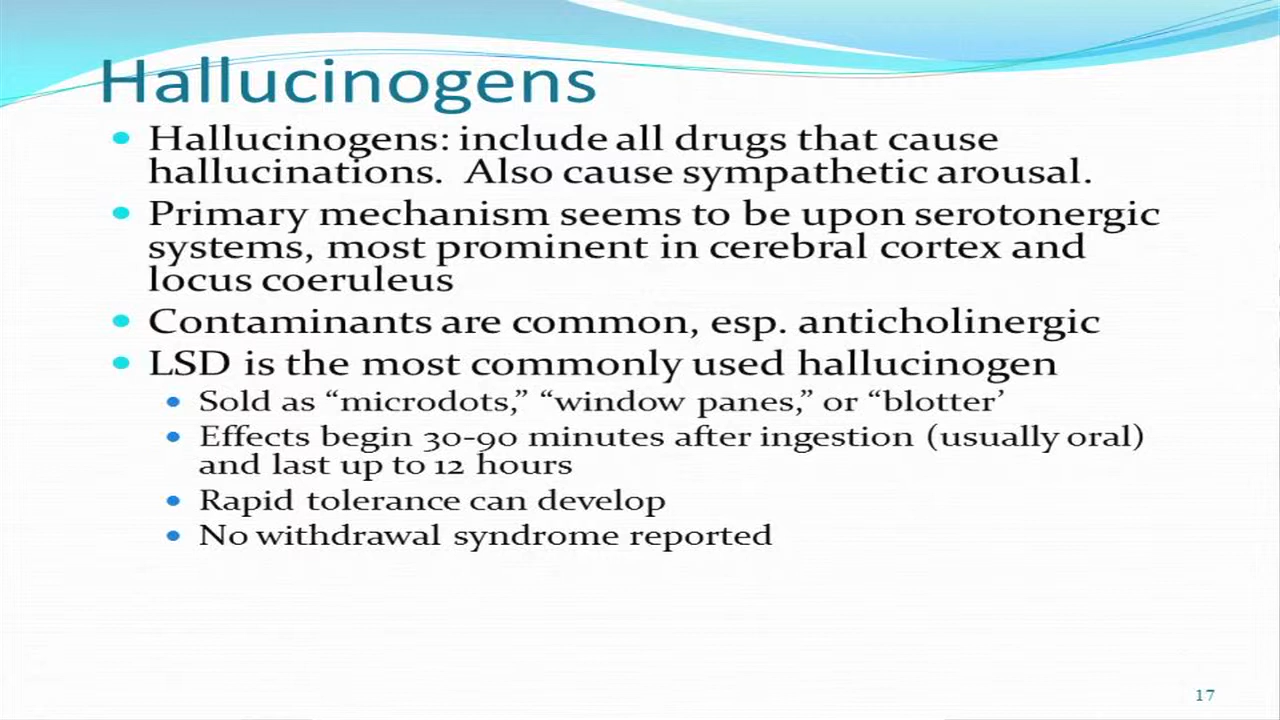 Hallucinogens
• Hallucinogens: include all drugs that cause
hallucinations. Also cause sympathetic arousal.
• Primary mechanism seems to be upon serotonergic
systems, most prominent in cerebral cortex and
locus coeruleus
• Contaminants are common, esp. anticholinergic
• LSD is the most commonly used hallucinogen
• Sold as “microdots,” “window panes,” or “blotter’
• Effects begin 30-90 minutes after ingestion (usually oral)
and last up to 12 hours
• Rapid tolerance can develop
• No withdrawal syndrome reported
17